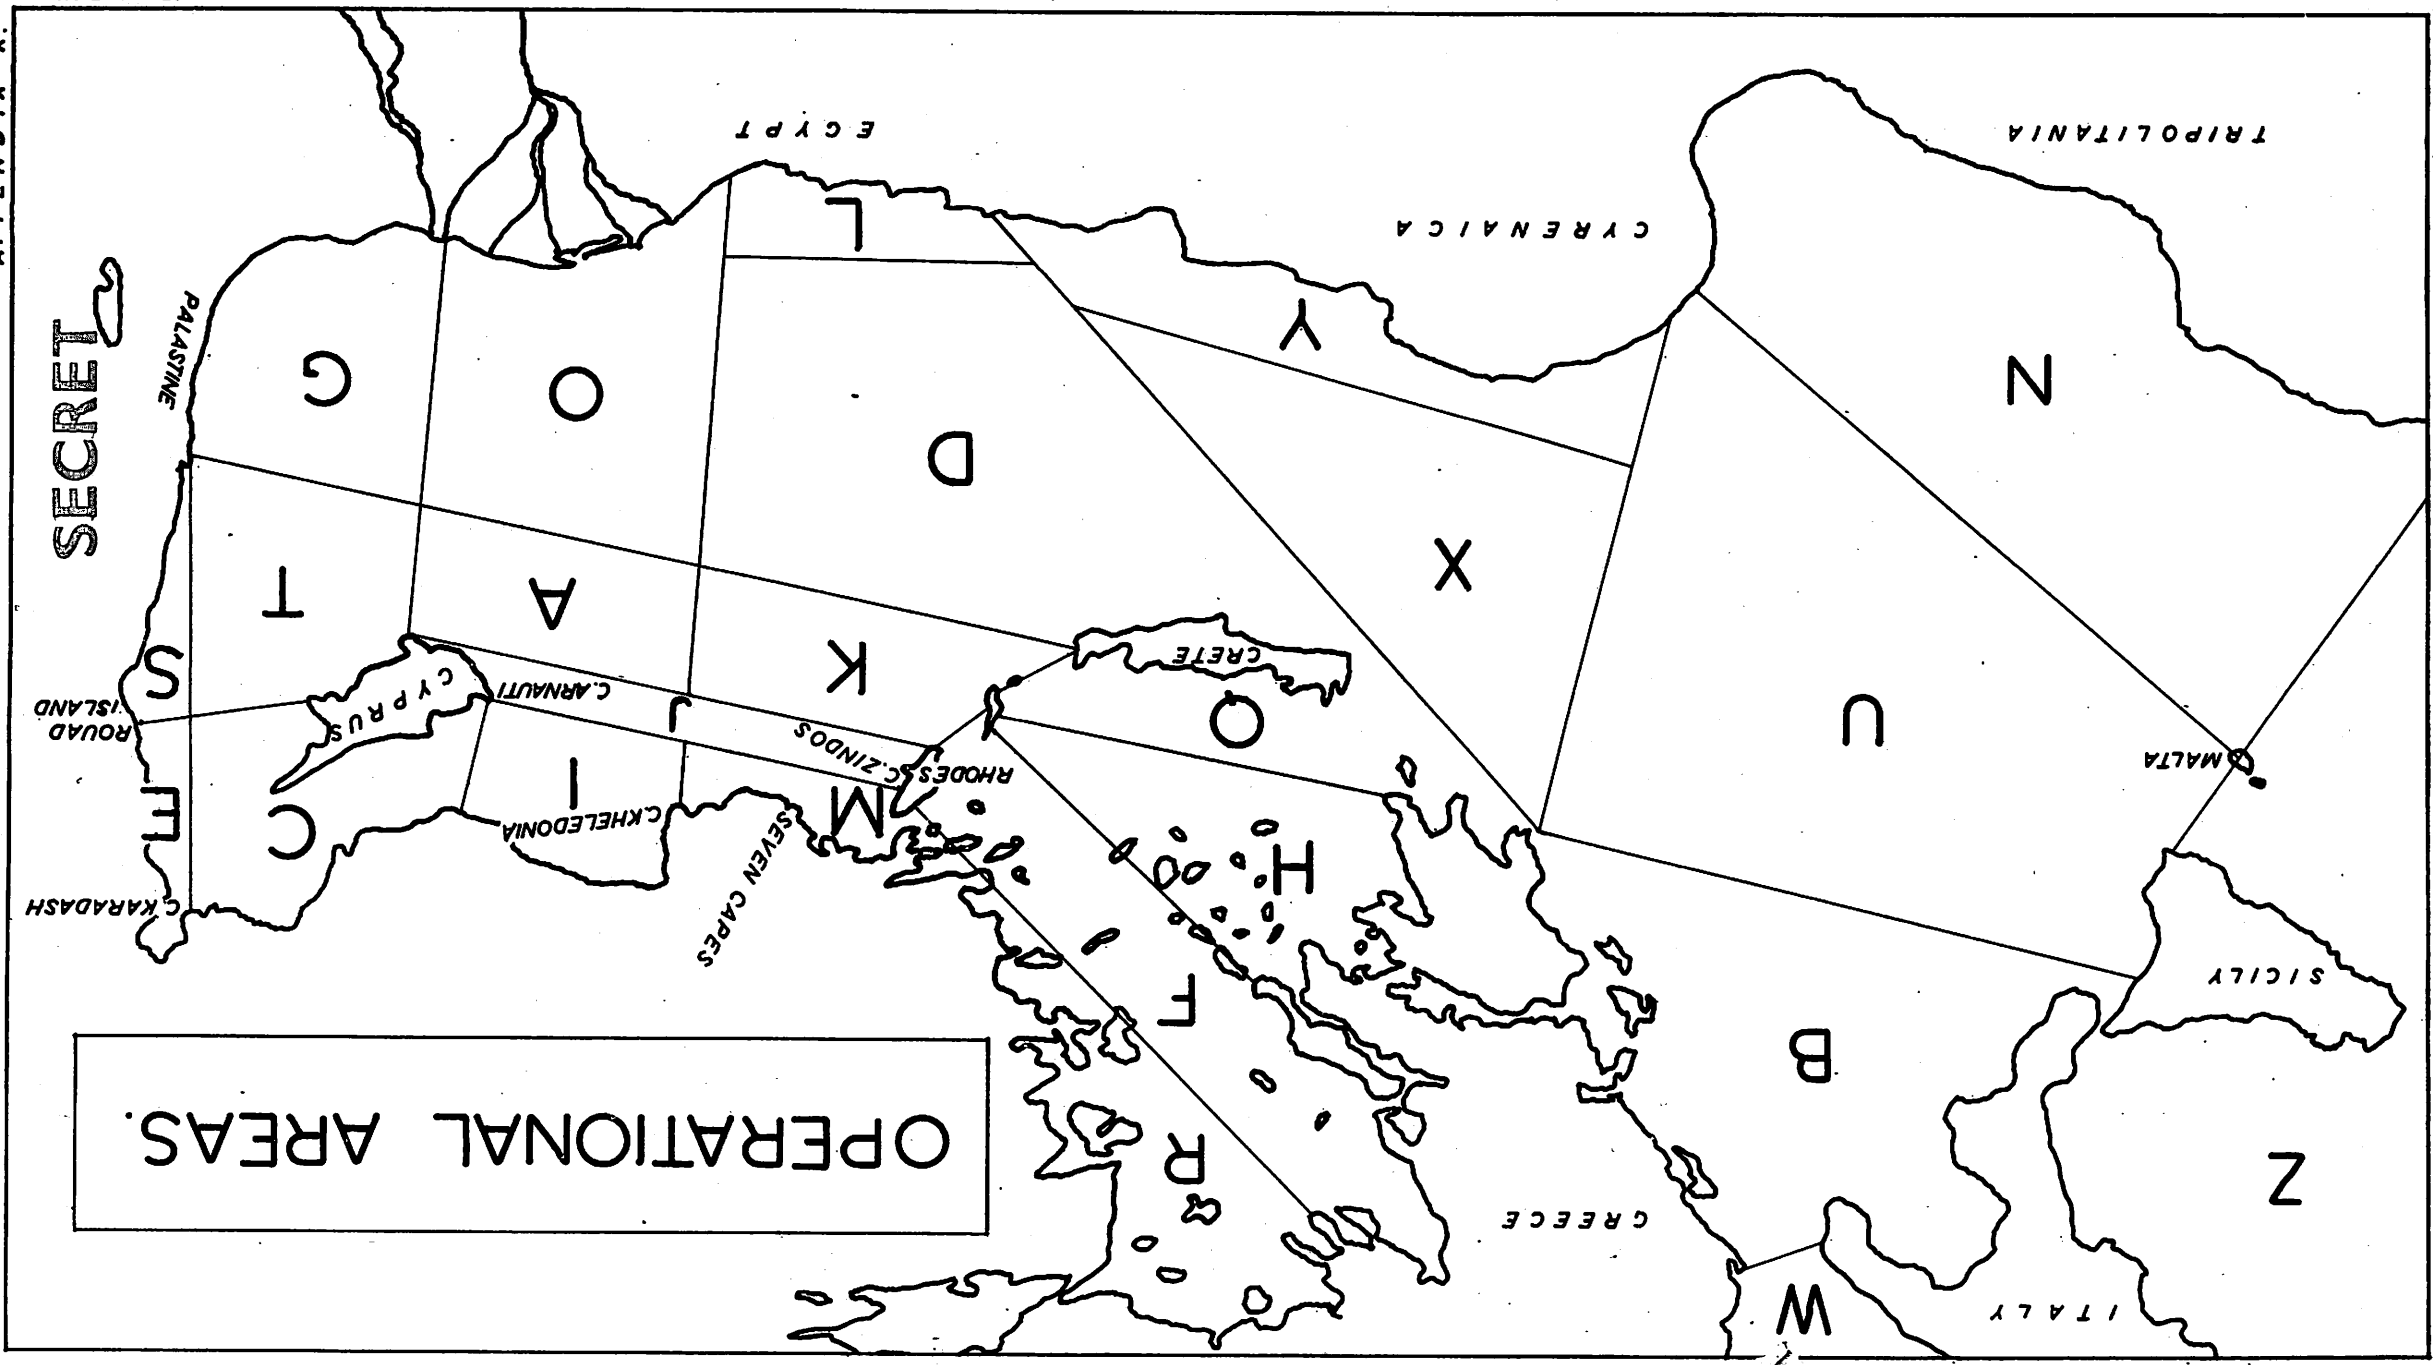 ITALY
W
Z
GREECE
R
OPERATIONAL AREAS.
B
F
SICILY
H
SEVEN CAPES
C.KARADASH
M
I
C.KHELEDONIA
C
E
MALTA
RHODES
C.ZINDOS
U
Q
J
CYPRUS
ROUAD
ISLAND
CRETE
K
C.ARNAUTI
S
X
A
T
D
O
G
SECRET
N
Y
PALASTINE
L
CYRENAICA
TRIPOLITANIA
EGYPT